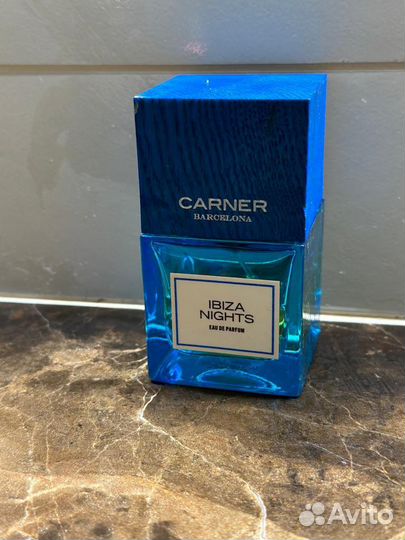 CARNER
BARCELONA
IBIZA
NIGHTS
EAU DE PARFUM
Avito